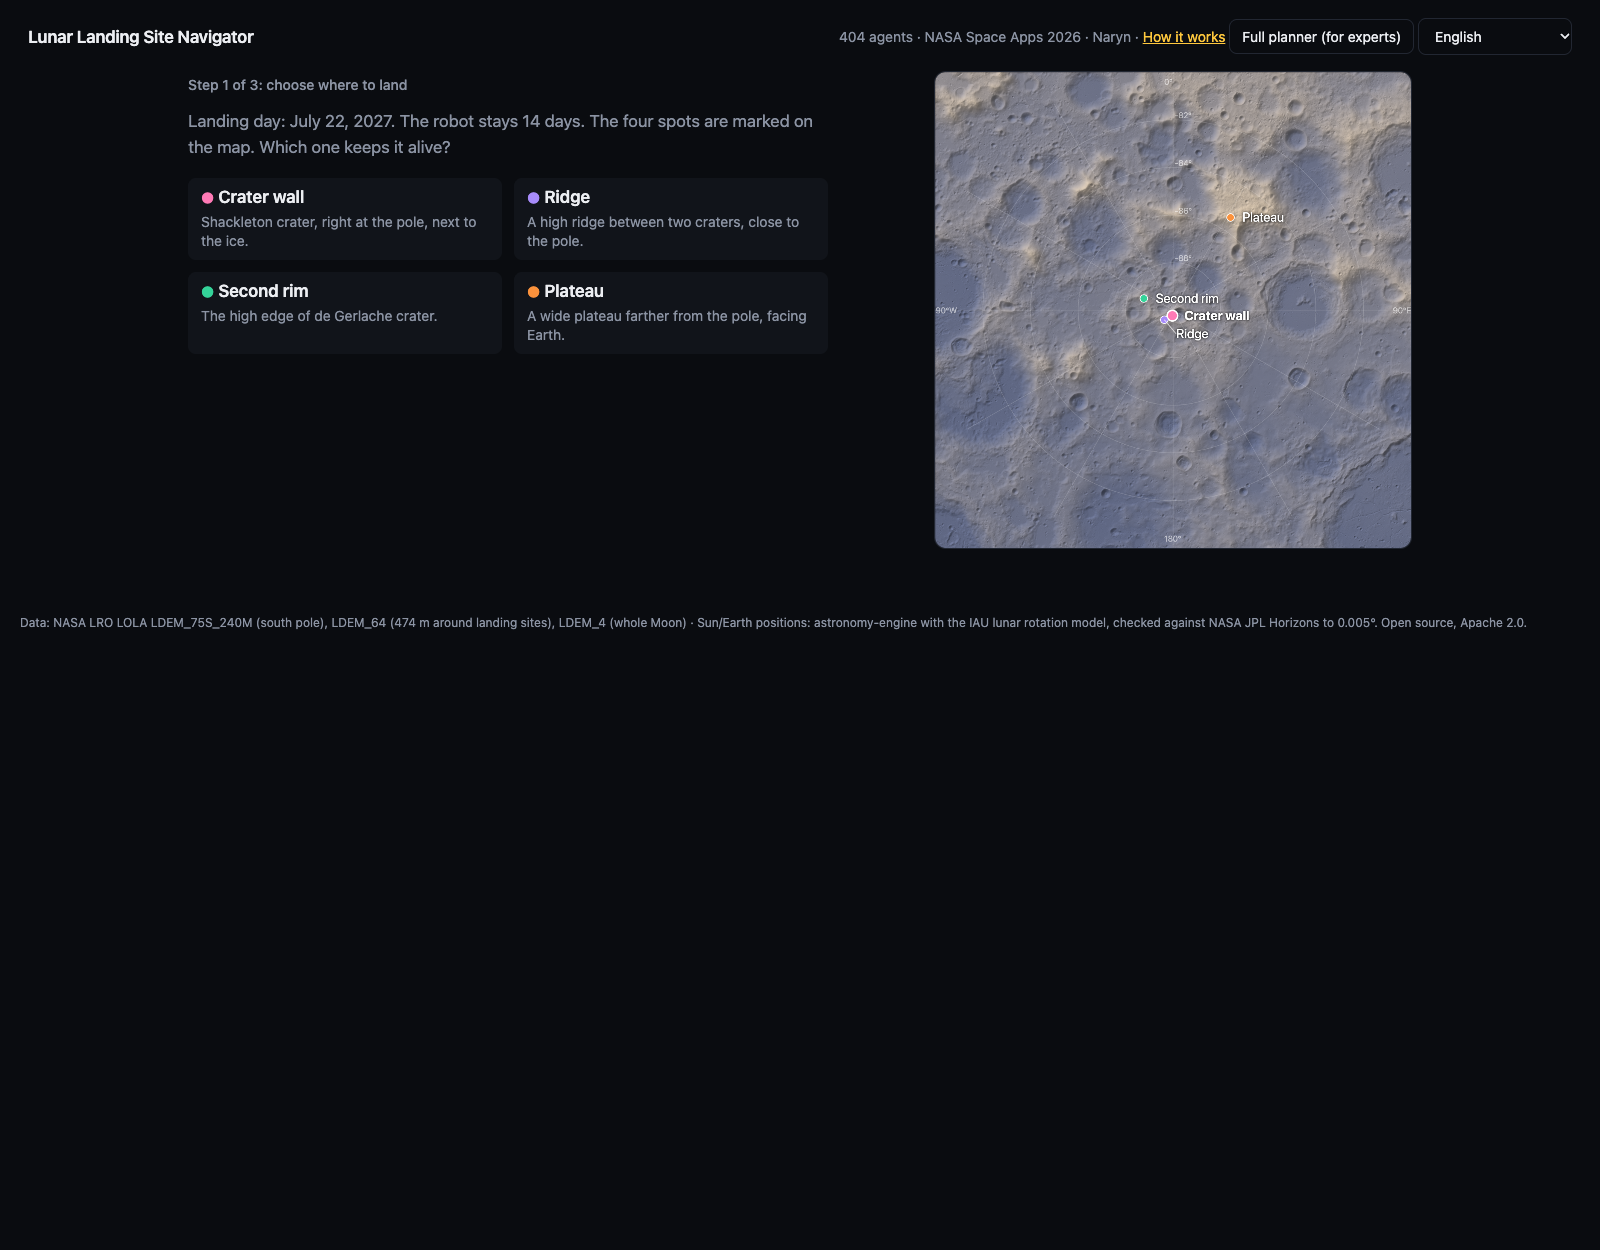 Lunar Landing Site Navigator
404 agents · NASA Space Apps 2026 · Naryn · How it works
Full planner (for experts)
English
Step 1 of 3: choose where to land
Landing day: July 22, 2027. The robot stays 14 days. The four spots are marked on
the map. Which one keeps it alive?
Crater wall
Shackleton crater, right at the pole, next to
the ice.
Ridge
A high ridge between two craters, close to
the pole.
Second rim
The high edge of de Gerlache crater.
Plateau
A wide plateau farther from the pole, facing
Earth.
0°
-82°
-84°
-86°
Plateau
-88°
Second rim
90°W
90°E
Crater wall
Ridge
180°
Data: NASA LRO LOLA LDEM_75S_240M (south pole), LDEM_64 (474 m around landing sites), LDEM_4 (whole Moon) · Sun/Earth positions: astronomy-engine with the IAU lunar rotation model, checked against NASA JPL Horizons to 0.005°. Open source, Apache 2.0.